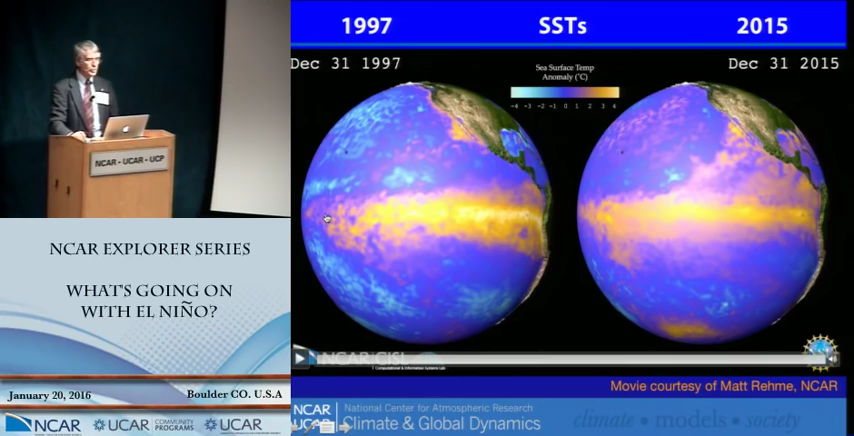 1997 SSTs 2015
Dec 31 1997
Sea Surface Temp
Anomaly (°C)
-4 -3 -2 -1 0 1 2 3 4
Dec 31 2015
NCAR - UCAR - UCP
NCAR EXPLORER SERIES
WHAT'S GOING ON
WITH EL NIÑO?
January 20, 2016
Boulder CO. U.S.A
NCAR
UCAR COMMUNITY PROGRAMS
UCAR
NCAR|CISL
Computational & Information Systems Lab
Movie courtesy of Matt Rehme, NCAR
NCAR
UCAR
National Center for Atmospheric Research
Climate & Global Dynamics
climate • models • society